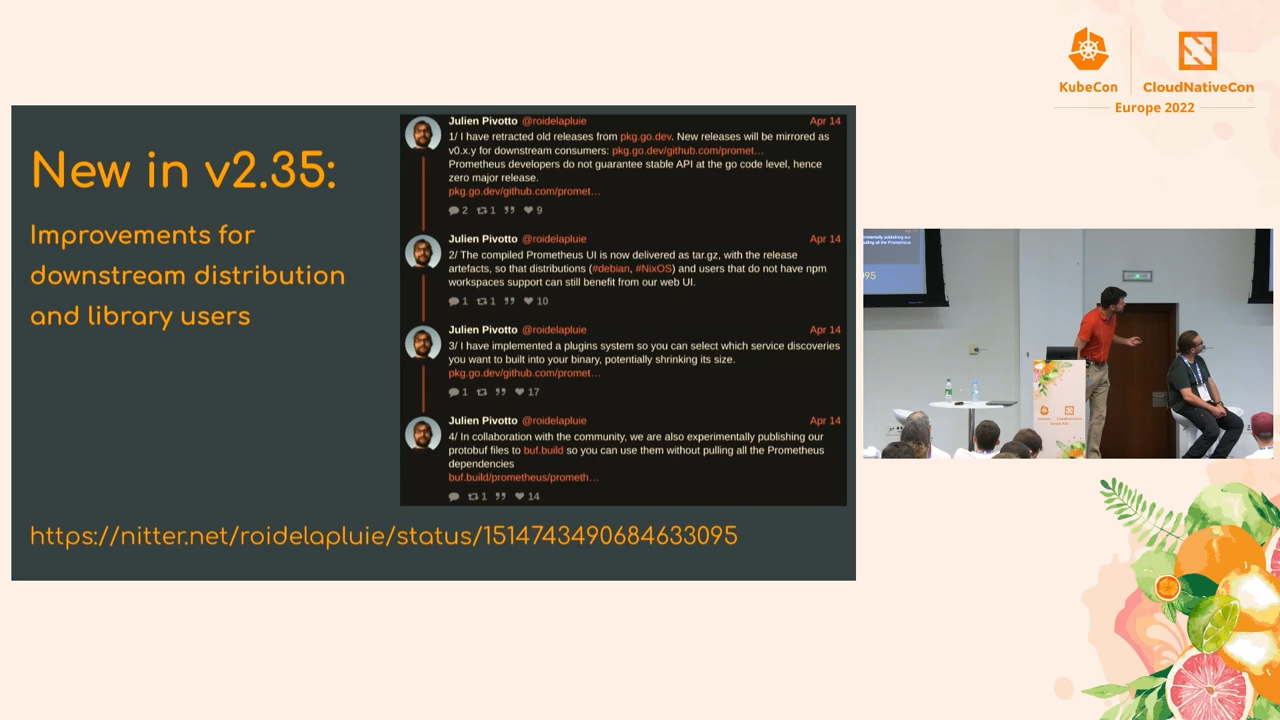 KubeCon
CloudNativeCon
Europe 2022
New in v2.35:
Improvements for
downstream distribution
and library users
Julien Pivotto @roidelapluie Apr 14
1/ I have retracted old releases from pkg.go.dev. New releases will be mirrored as
v0.x.y for downstream consumers: pkg.go.dev/github.com/promet…
Prometheus developers do not guarantee stable API at the go code level, hence
zero major release.
pkg.go.dev/github.com/promet…
2 1 9
Julien Pivotto @roidelapluie Apr 14
2/ The compiled Prometheus UI is now delivered as tar.gz, with the release
artefacts, so that distributions (#debian, #NixOS) and users that do not have npm
workspaces support can still benefit from our web UI.
1 1 10
Julien Pivotto @roidelapluie Apr 14
3/ I have implemented a plugins system so you can select which service discoveries
you want to built into your binary, potentially shrinking its size.
pkg.go.dev/github.com/promet…
1 17
Julien Pivotto @roidelapluie Apr 14
4/ In collaboration with the community, we are also experimentally publishing our
protobuf files to buf.build so you can use them without pulling all the Prometheus
dependencies
buf.build/prometheus/prometh…
1 14
https://nitter.net/roidelapluie/status/1514743490684633095